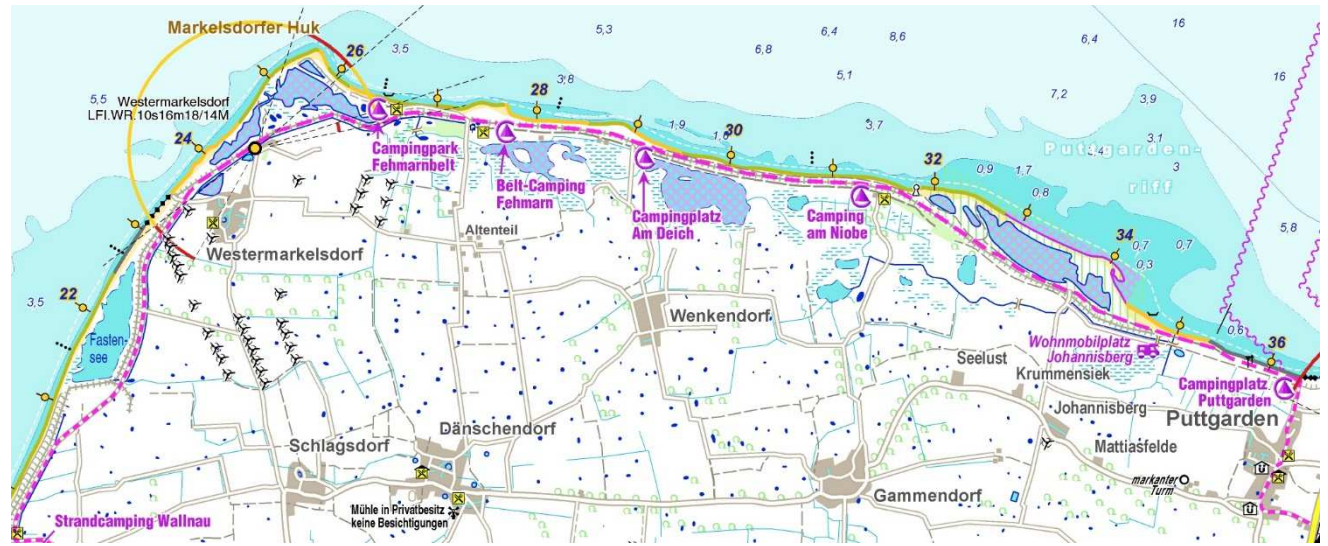 Markelsdorfer Huk
26
3,5
5,3
6,8
6,4
8,6
5,1
6,4
16
16
5,5
Westermarkelsdorf
LFl.WR.10s16m18/14M
24
28
3,8
1,9
1,6
30
3,7
7,2
3,9
3,1
3,4
3
Puttgarden-
riff
32
0,9
1,7
0,8
34
0,7
0,7
0,3
5,8
Campingpark
Fehmarnbelt
Belt-Camping
Fehmarn
Campingplatz
Am Deich
Camping
am Niobe
Altenteil
Westermarkelsdorf
3,5
22
Fasten-
see
Wenkendorf
Seelust
Wohnmobilplatz
Johannisberg
Krummensiek
0,6
36
Campingplatz
Puttgarden
Puttgarden
Johannisberg
Mattiasfelde
markanter
Turm
Schlagsdorf
Dänschendorf
Gammendorf
Mühle in Privatbesitz
keine Besichtigungen
Strandcamping Wallnau